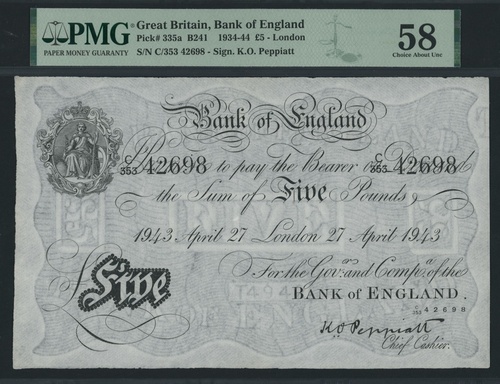 PMG
PAPER MONEY GUARANTY
Great Britain, Bank of England
Pick# 335a B241 1934-44 £5 - London
S/N C/353 42698 - Sign. K.O. Peppiatt
58
Choice About Unc
Bank of England
C/353 42698 to pay the Bearer on Demand C/353 42698
the Sum of Five Pounds
1943 April 27 London 27 April 1943
For the Govr. and Compa. of the
BANK of ENGLAND.
Five
C/353 42698
K.O. Peppiatt
Chief Cashier.